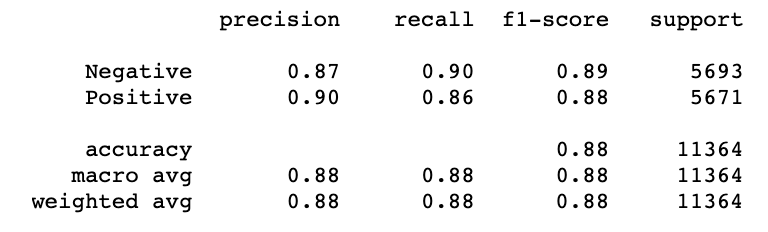 precision recall f1-score support
Negative 0.87 0.90 0.89 5693
Positive 0.90 0.86 0.88 5671
accuracy 0.88 11364
macro avg 0.88 0.88 0.88 11364
weighted avg 0.88 0.88 0.88 11364